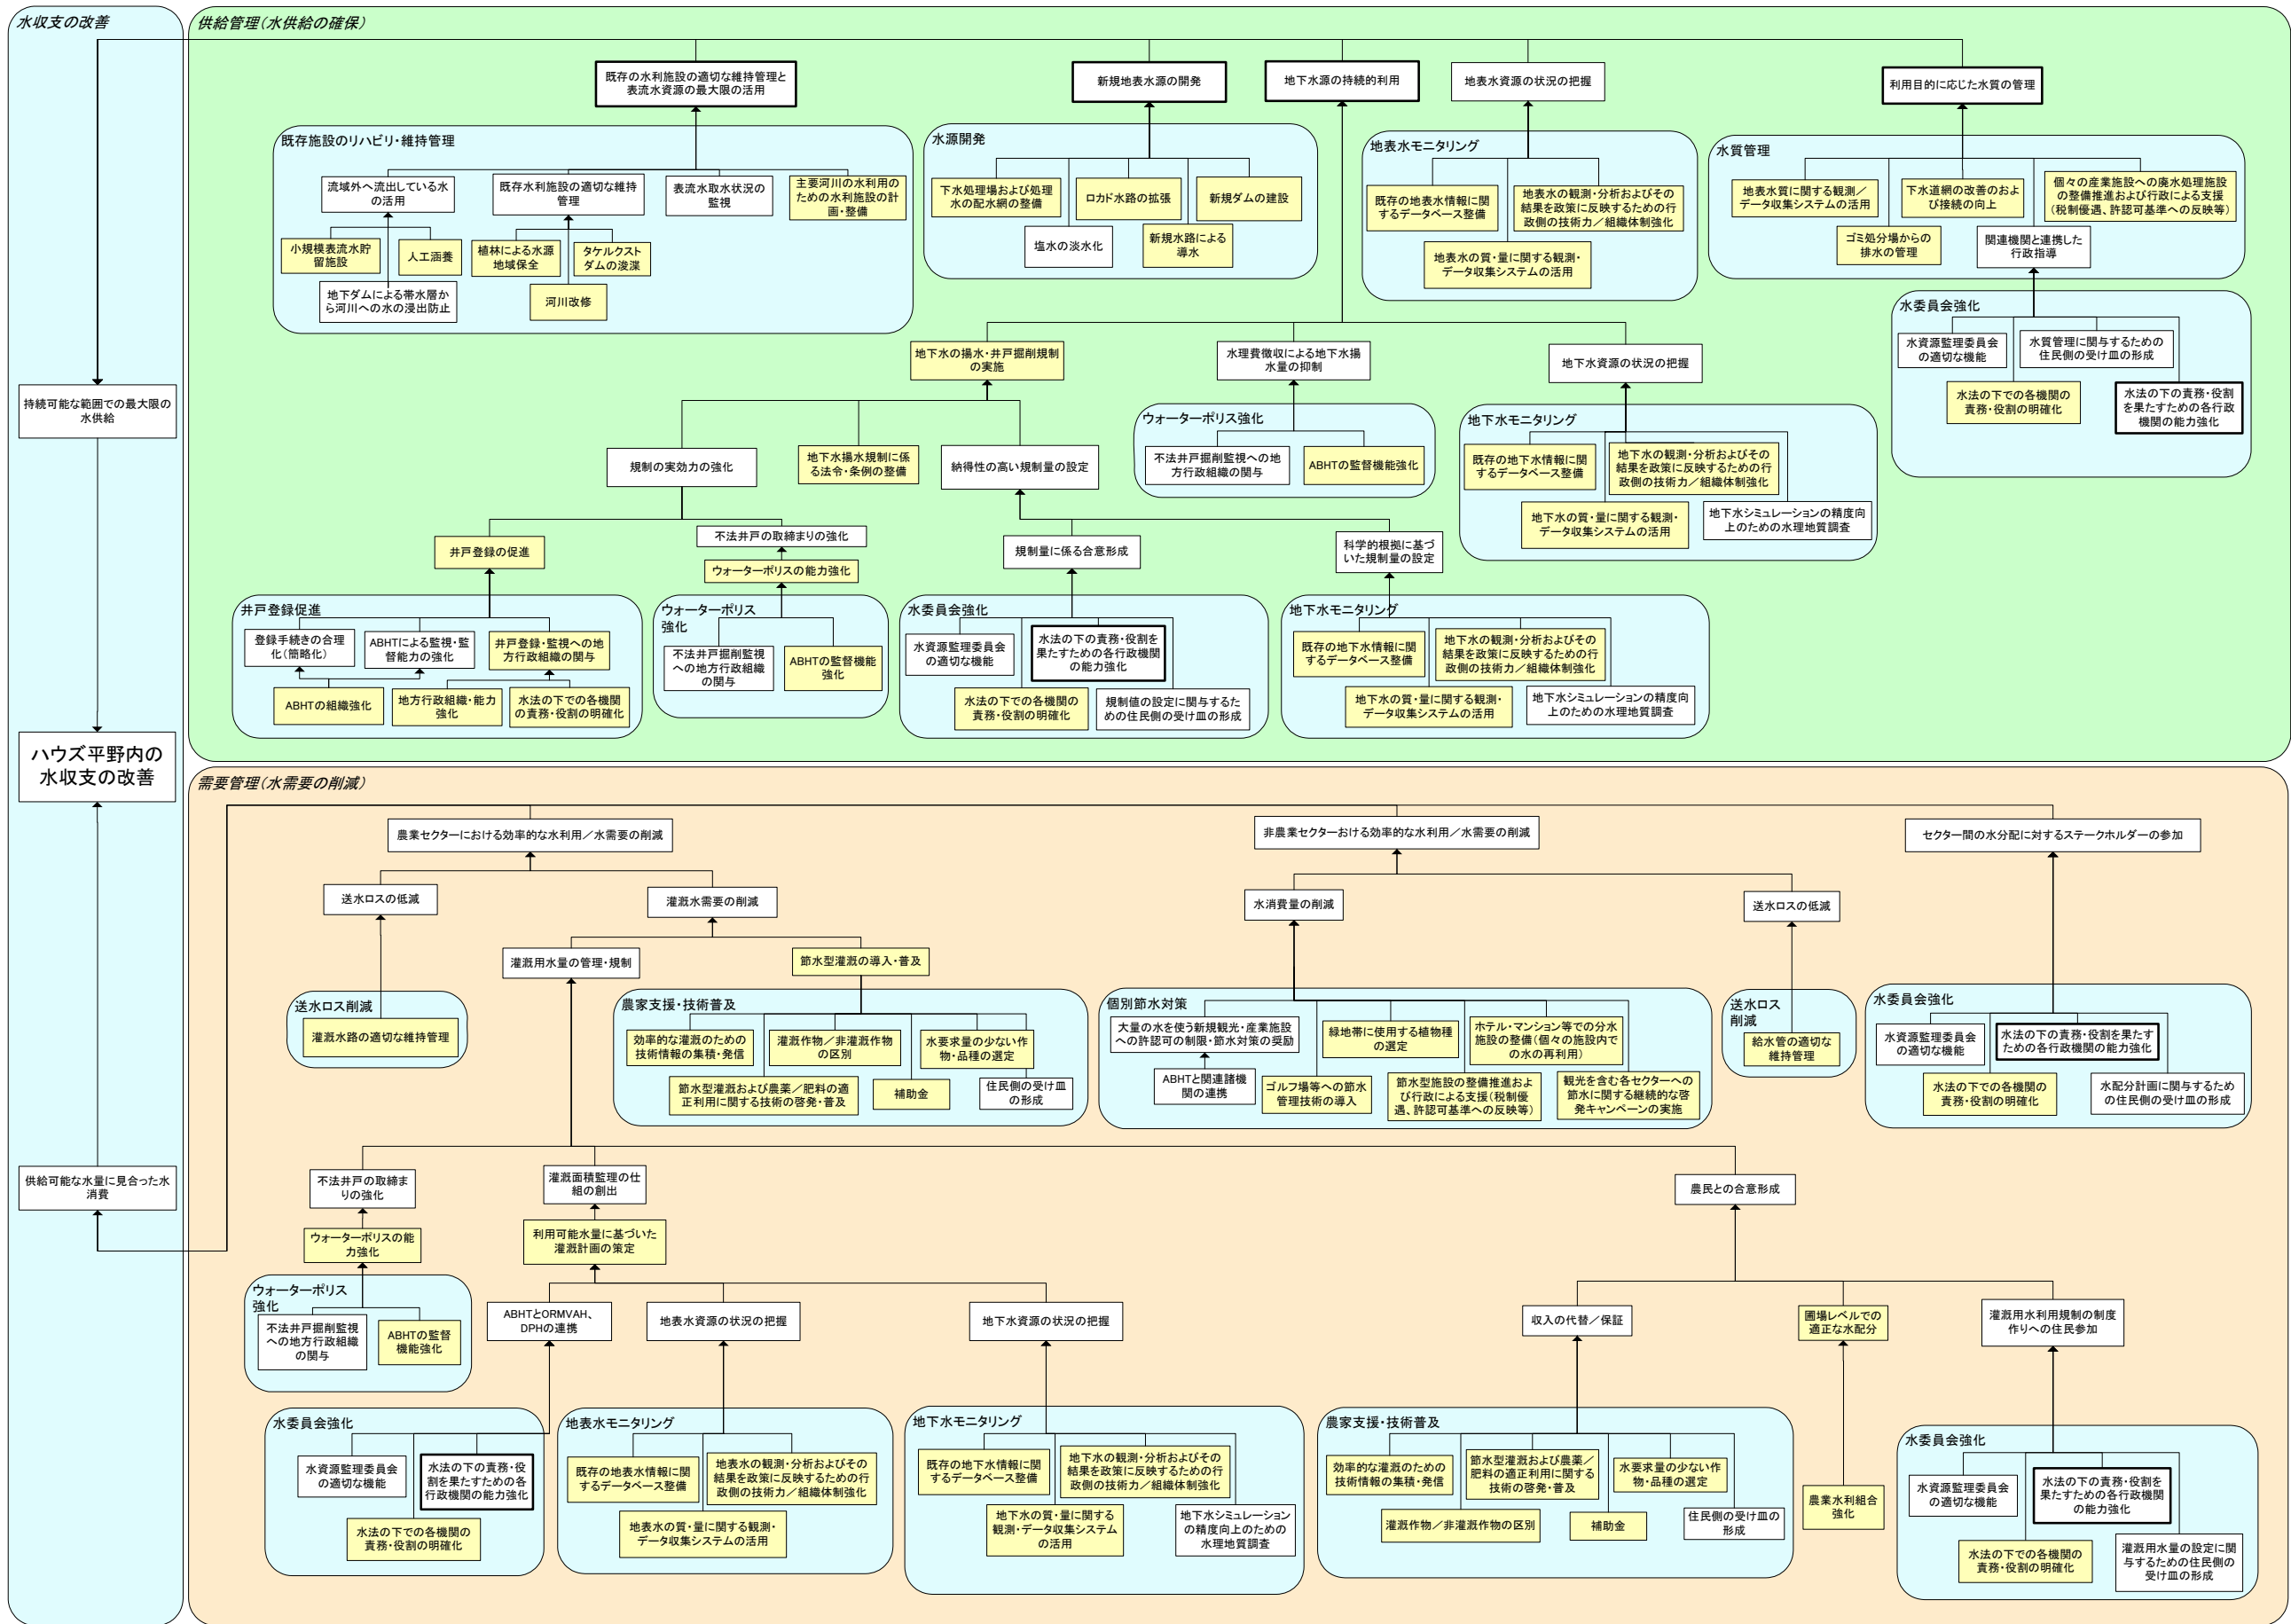 水収支の改善
持続可能な範囲での最大限の
水供給
ハウズ平野内の
水収支の改善
供給可能な水量に見合った水
消費
供給管理(水供給の確保)
既存の水利施設の適切な維持管理と
表流水資源の最大限の活用
新規地表水源の開発
地下水源の持続的利用
地表水資源の状況の把握
利用目的に応じた水質の管理
既存施設のリハビリ・維持管理
流域外へ流出している水
の活用
既存水利施設の適切な維持
管理
表流水取水状況の
監視
主要河川の水利用の
ための水利施設の計
画・整備
小規模表流水貯
留施設
人工涵養
植林による水源
地域保全
タケルクスト
ダムの浚渫
地下ダムによる帯水層か
ら河川への水の浸出防止
河川改修
水源開発
下水処理場および処理
水の配水網の整備
ロカド水路の拡張
新規ダムの建設
塩水の淡水化
新規水路による
導水
地表水モニタリング
既存の地表水情報に関
するデータベース整備
地表水の観測・分析およびその
結果を政策に反映するための行
政側の技術力/組織体制強化
地表水の質・量に関する観測・
データ収集システムの活用
水質管理
地表水質に関する観測/
データ収集システムの活用
下水道網の改善のおよ
び接続の向上
個々の産業施設への廃水処理施設
の整備推進および行政による支援
(税制優遇、許認可基準への反映等)
ゴミ処分場からの
排水の管理
関連機関と連携した
行政指導
水委員会強化
水資源監理委員会
の適切な機能
水質管理に関与するための
住民側の受け皿の形成
水法の下での各機関の
責務・役割の明確化
水法の下の責務・役割
を果たすための各行政
機関の能力強化
地下水の揚水・井戸掘削規制
の実施
水理費徴収による地下水揚
水量の抑制
地下水資源の状況の把握
ウォーターポリス強化
不法井戸掘削監視への地
方行政組織の関与
ABHTの監督機能強化
地下水モニタリング
既存の地下水情報に関
するデータベース整備
地下水の観測・分析およびその
結果を政策に反映するための行
政側の技術力/組織体制強化
地下水の質・量に関する観測・
データ収集システムの活用
地下水シミュレーションの精度向
上のための水理地質調査
規制の実効力の強化
地下水揚水規制に係
る法令・条例の整備
納得性の高い規制量の設定
井戸登録の促進
不法井戸の取締まりの強化
ウォーターポリスの能力強化
規制量に係る合意形成
科学的根拠に基づ
いた規制量の設定
井戸登録促進
登録手続きの合理
化(簡略化)
ABHTによる監視・監
督能力の強化
井戸登録・監視への地
方行政組織の関与
ABHTの組織強化
地方行政組織・能力
強化
水法の下での各機関
の責務・役割の明確化
ウォーターポリス
強化
不法井戸掘削監視
への地方行政組織
の関与
ABHTの監督機能
強化
水委員会強化
水資源監理委員会
の適切な機能
水法の下の責務・役割を
果たすための各行政機関
の能力強化
水法の下での各機関の
責務・役割の明確化
規制値の設定に関与するた
めの住民側の受け皿の形成
地下水モニタリング
既存の地下水情報に関
するデータベース整備
地下水の観測・分析およびその
結果を政策に反映するための行
政側の技術力/組織体制強化
地下水の質・量に関する観測・
データ収集システムの活用
地下水シミュレーションの精度向
上のための水理地質調査
需要管理(水需要の削減)
農業セクターにおける効率的な水利用/水需要の削減
非農業セクターおける効率的な水利用/水需要の削減
セクター間の水分配に対するステークホルダーの参加
送水ロスの低減
灌漑水需要の削減
水消費量の削減
送水ロスの低減
灌漑用水量の管理・規制
節水型灌漑の導入・普及
送水ロス削減
灌漑水路の適切な維持管理
農家支援・技術普及
効率的な灌漑のための
技術情報の集積・発信
灌漑作物/非灌漑作物
の区別
水要求量の少ない作
物・品種の選定
節水型灌漑および農薬/肥料の適
正利用に関する技術の啓発・普及
補助金
住民側の受け皿
の形成
個別節水対策
大量の水を使う新規観光・産業施設
への許認可の制限・節水対策の奨励
緑地帯に使用する植物種
の選定
ホテル・マンション等での分水
施設の整備(個々の施設内で
の水の再利用)
ABHTと関連諸機
関の連携
ゴルフ場等への節水
管理技術の導入
節水型施設の整備推進およ
び行政による支援(税制優
遇、許認可基準への反映等)
観光を含む各セクターへの
節水に関する継続的な啓
発キャンペーンの実施
送水ロス
削減
給水管の適切な
維持管理
水委員会強化
水資源監理委員会
の適切な機能
水法の下の責務・役割を果たす
ための各行政機関の能力強化
水法の下での各機関の
責務・役割の明確化
水配分計画に関与するため
の住民側の受け皿の形成
不法井戸の取締ま
りの強化
灌漑面積監理の仕
組の創出
農民との合意形成
ウォーターポリスの能
力強化
利用可能水量に基づいた
灌漑計画の策定
ウォーターポリス
強化
不法井戸掘削監視
への地方行政組織
の関与
ABHTの監督
機能強化
ABHTとORMVAH、
DPHの連携
地表水資源の状況の把握
地下水資源の状況の把握
収入の代替/保証
圃場レベルでの
適正な水配分
灌漑用水利用規制の制度
作りへの住民参加
水委員会強化
水資源監理委員会
の適切な機能
水法の下の責務・役
割を果たすための各
行政機関の能力強化
水法の下での各機関の
責務・役割の明確化
地表水モニタリング
既存の地表水情報に関
するデータベース整備
地表水の観測・分析およびその
結果を政策に反映するための行
政側の技術力/組織体制強化
地表水の質・量に関する観測・
データ収集システムの活用
地下水モニタリング
既存の地下水情報に関
するデータベース整備
地下水の観測・分析およびその
結果を政策に反映するための行
政側の技術力/組織体制強化
地下水の質・量に関する
観測・データ収集システム
の活用
地下水シミュレーション
の精度向上のための
水理地質調査
農家支援・技術普及
効率的な灌漑のための
技術情報の集積・発信
節水型灌漑および農薬/
肥料の適正利用に関する
技術の啓発・普及
水要求量の少ない作
物・品種の選定
灌漑作物/非灌漑作物の区別
補助金
住民側の受け皿の
形成
農業水利組合
強化
水委員会強化
水資源監理委員会
の適切な機能
水法の下の責務・役割を
果たすための各行政機関
の能力強化
水法の下での各機関の
責務・役割の明確化
灌漑用水量の設定に関
与するための住民側の
受け皿の形成